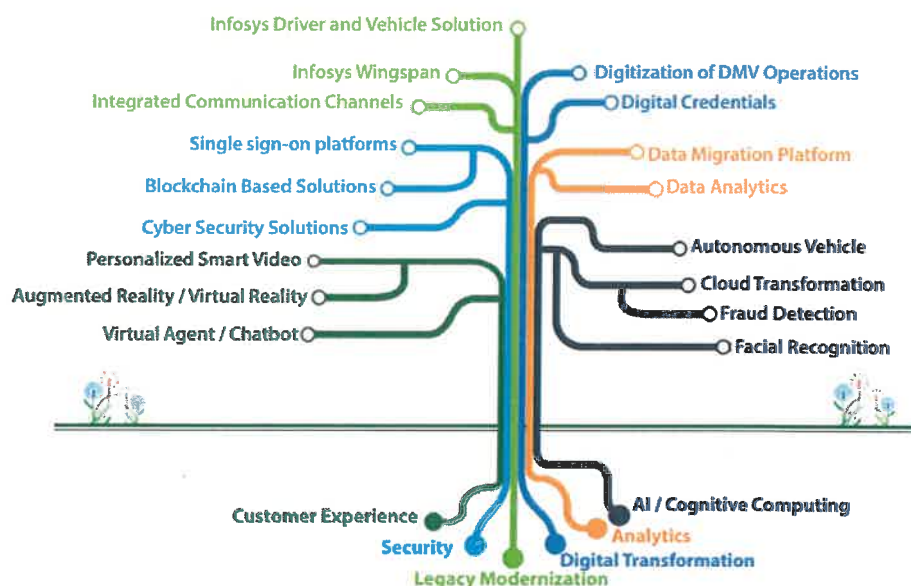 Infosys Driver and Vehicle Solution
Infosys Wingspan
Integrated Communication Channels
Single sign-on platforms
Blockchain Based Solutions
Cyber Security Solutions
Personalized Smart Video
Augmented Reality / Virtual Reality
Virtual Agent / Chatbot
Digitization of DMV Operations
Digital Credentials
Data Migration Platform
Data Analytics
Autonomous Vehicle
Cloud Transformation
Fraud Detection
Facial Recognition
Customer Experience
Security
Legacy Modernization
Digital Transformation
Analytics
AI / Cognitive Computing